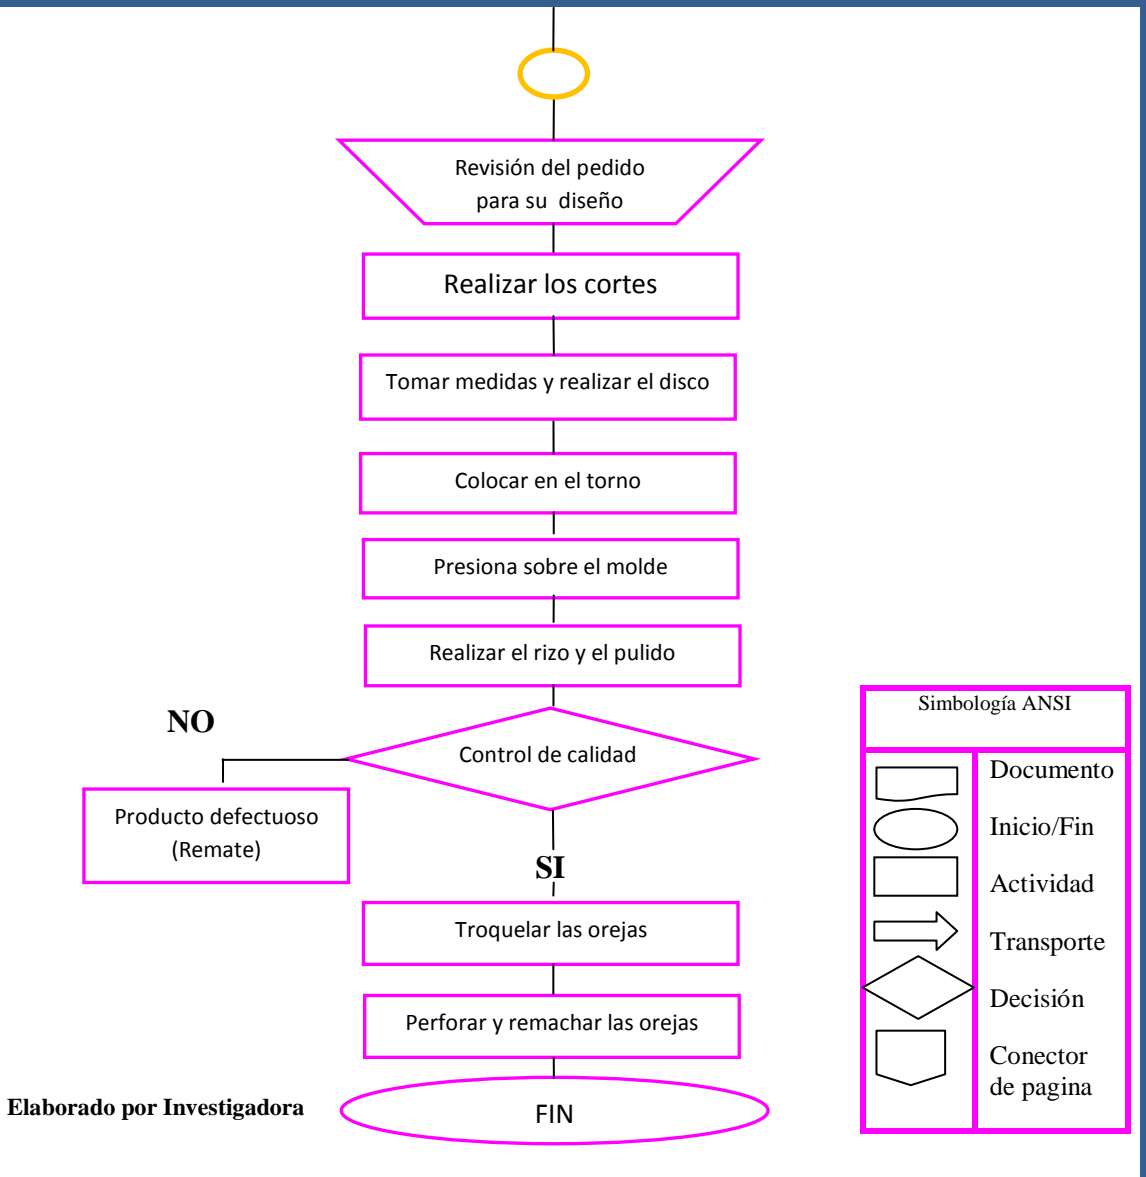 Revisión del pedido
para su diseño
Realizar los cortes
Tomar medidas y realizar el disco
Colocar en el torno
Presiona sobre el molde
Realizar el rizo y el pulido
NO
Control de calidad
Producto defectuoso
(Remate)
SI
Troquelar las orejas
Perforar y remachar las orejas
FIN
Elaborado por Investigadora
Simbología ANSI
Documento
Inicio/Fin
Actividad
Transporte
Decisión
Conector
de pagina